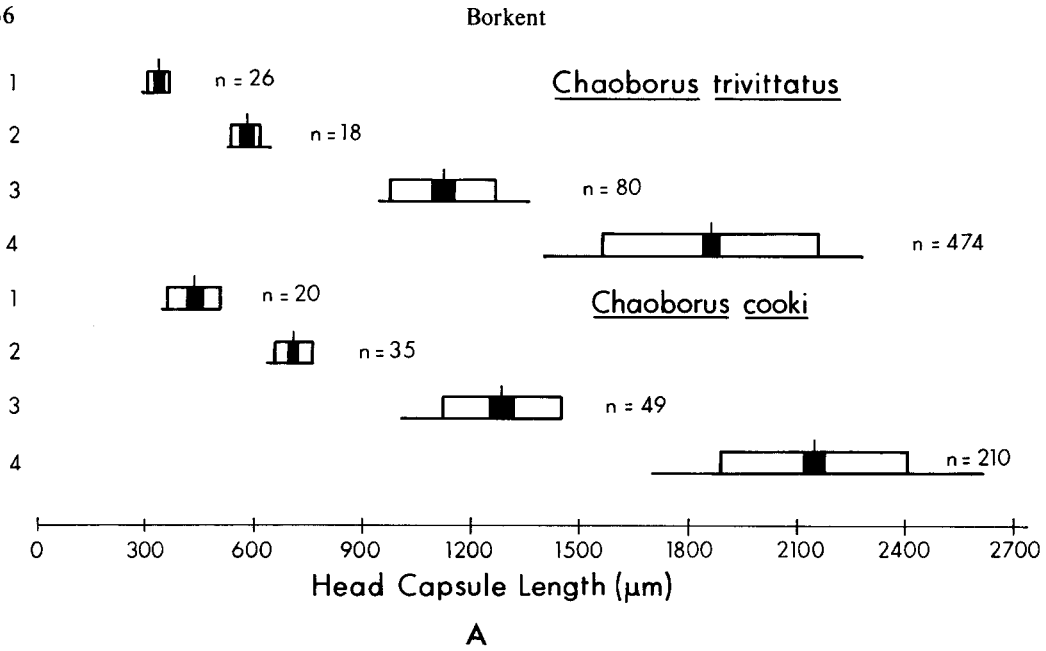 Borkent
1 n = 26 Chaoborus trivittatus
2 n = 18
3 n = 80
4 n = 474
1 n = 20 Chaoborus cooki
2 n = 35
3 n = 49
4 n = 210
0 300 600 900 1200 1500 1800 2100 2400 2700
Head Capsule Length (μm)
A